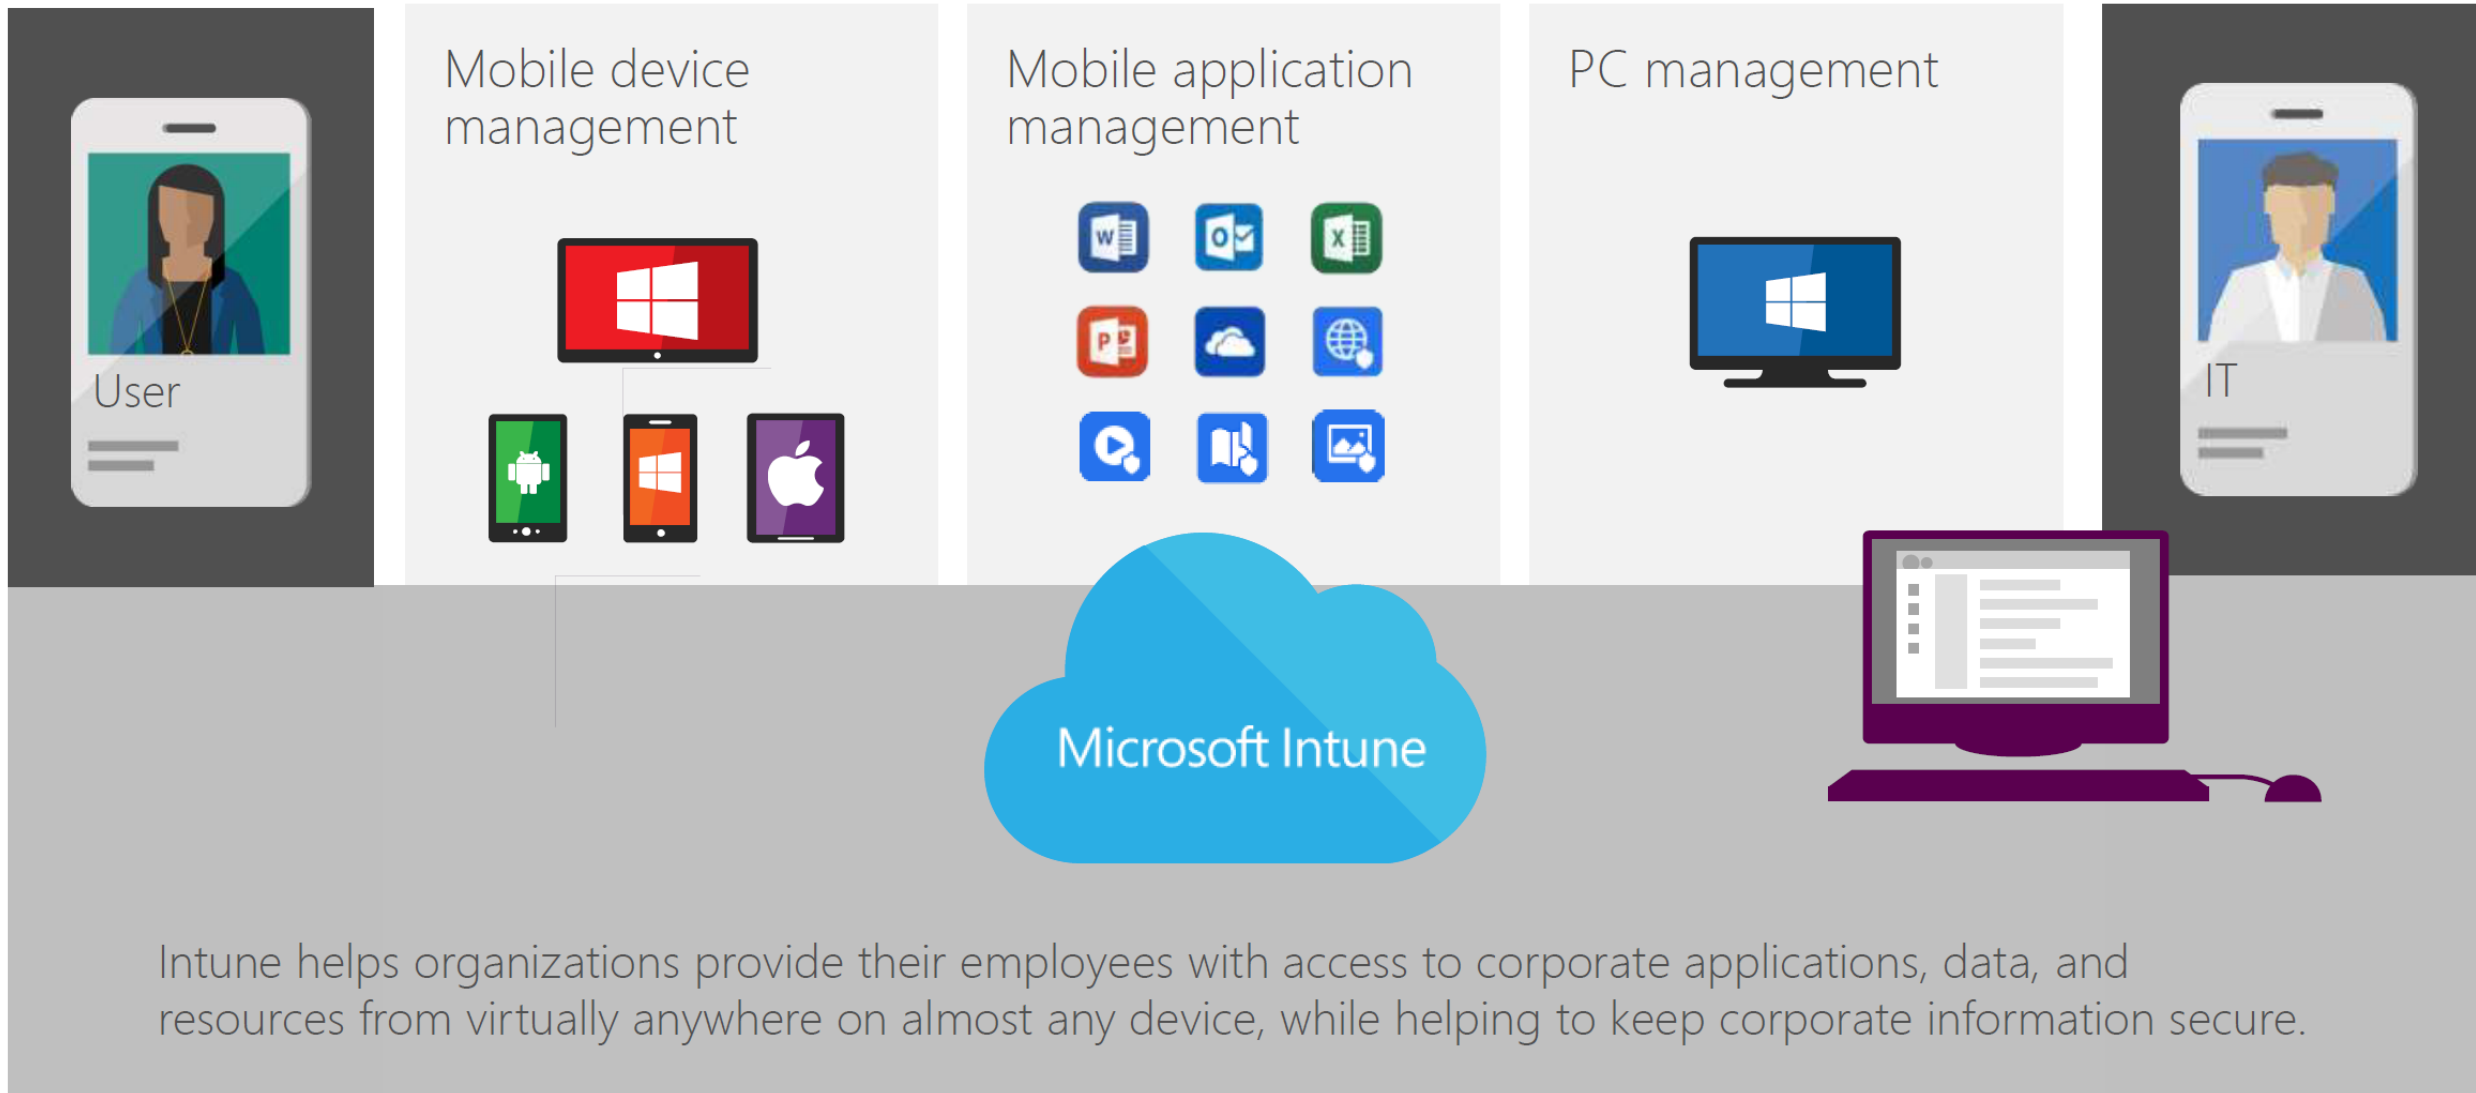 User
Mobile device
management
Mobile application
management
W
O
X
P
PC management
IT
Microsoft Intune
Intune helps organizations provide their employees with access to corporate applications, data, and
resources from virtually anywhere on almost any device, while helping to keep corporate information secure.